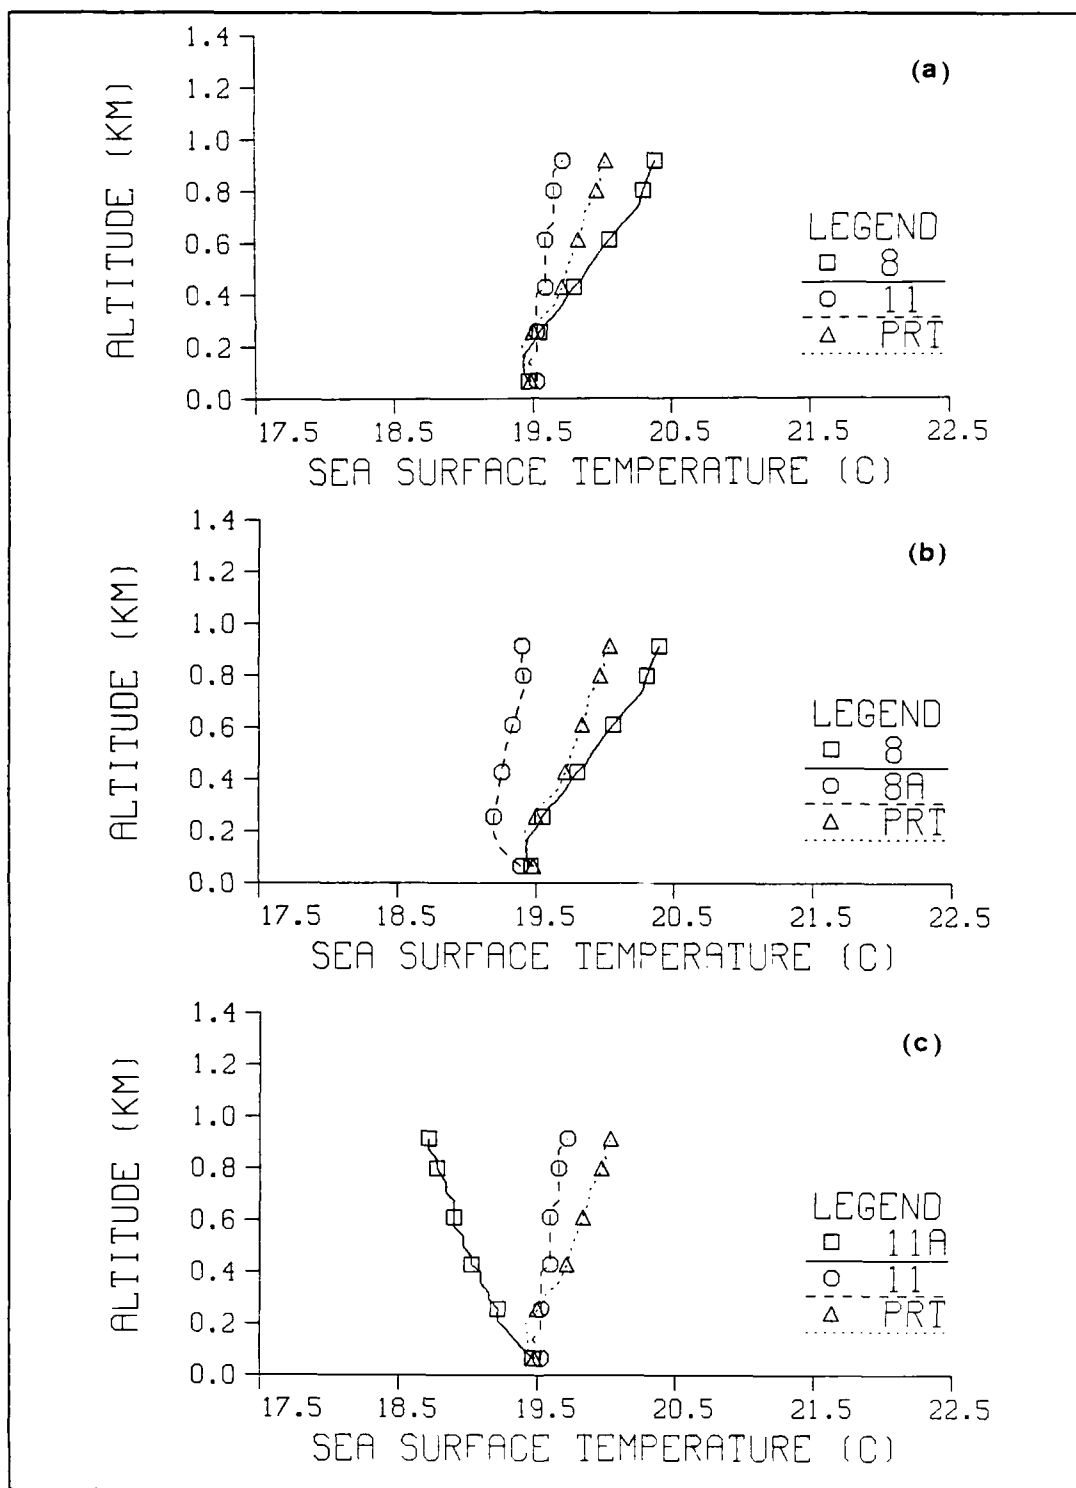 (a)
ALTITUDE (KM)
1.4
1.2
1.0
0.8
0.6
0.4
0.2
0.0
LEGEND
8
11
PRT
17.5 18.5 19.5 20.5 21.5 22.5
SEA SURFACE TEMPERATURE (C)
(b)
ALTITUDE (KM)
1.4
1.2
1.0
0.8
0.6
0.4
0.2
0.0
LEGEND
8
8A
PRT
17.5 18.5 19.5 20.5 21.5 22.5
SEA SURFACE TEMPERATURE (C)
(c)
ALTITUDE (KM)
1.4
1.2
1.0
0.8
0.6
0.4
0.2
0.0
LEGEND
11A
11
PRT
17.5 18.5 19.5 20.5 21.5 22.5
SEA SURFACE TEMPERATURE (C)